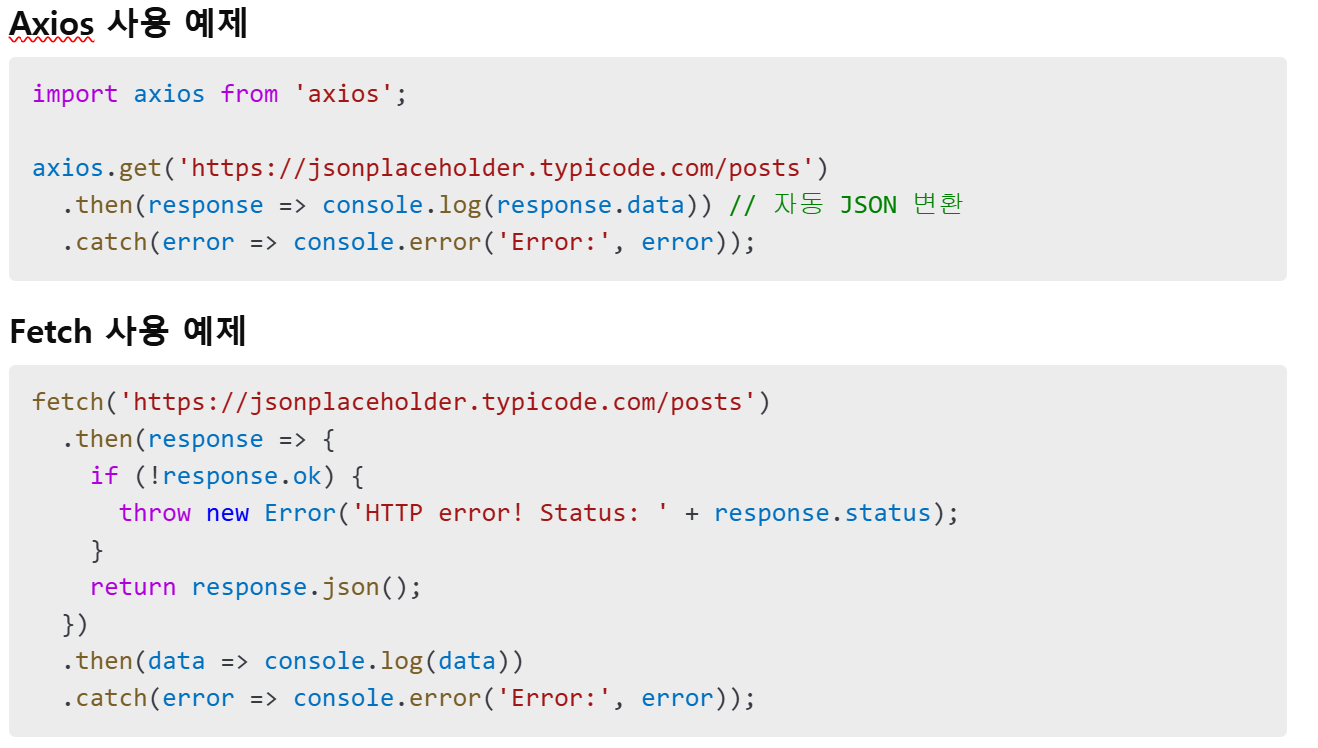 Axios 사용 예제
import axios from 'axios';
axios.get('https://jsonplaceholder.typicode.com/posts')
  .then(response => console.log(response.data)) // 자동 JSON 변환
  .catch(error => console.error('Error:', error));
Fetch 사용 예제
fetch('https://jsonplaceholder.typicode.com/posts')
  .then(response => {
    if (!response.ok) {
      throw new Error('HTTP error! Status: ' + response.status);
    }
    return response.json();
  })
  .then(data => console.log(data))
  .catch(error => console.error('Error:', error));